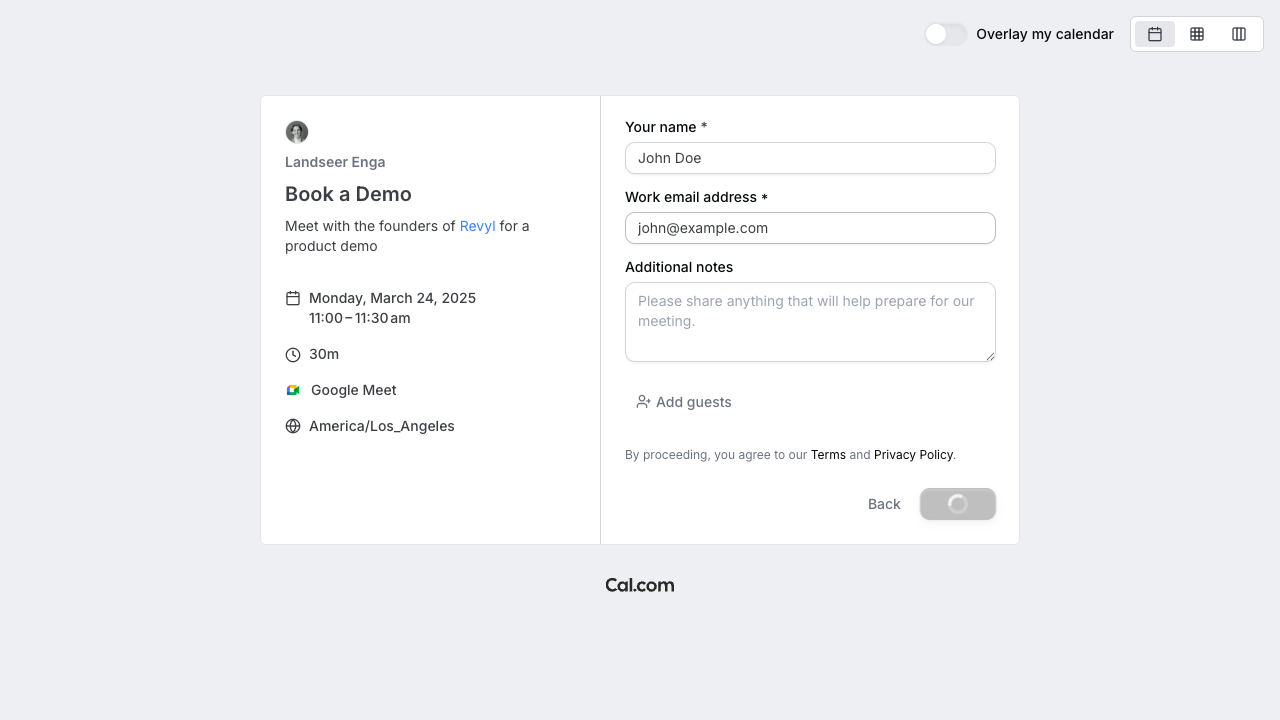 Overlay my calendar
Landseer Enga
Book a Demo
Meet with the founders of Revyl for a
product demo
Monday, March 24, 2025
11:00 – 11:30 am
30m
Google Meet
America/Los_Angeles
Your name *
John Doe
Work email address *
john@example.com
Additional notes
Please share anything that will help prepare for our
meeting.
Add guests
By proceeding, you agree to our Terms and Privacy Policy.
Back
Cal.com